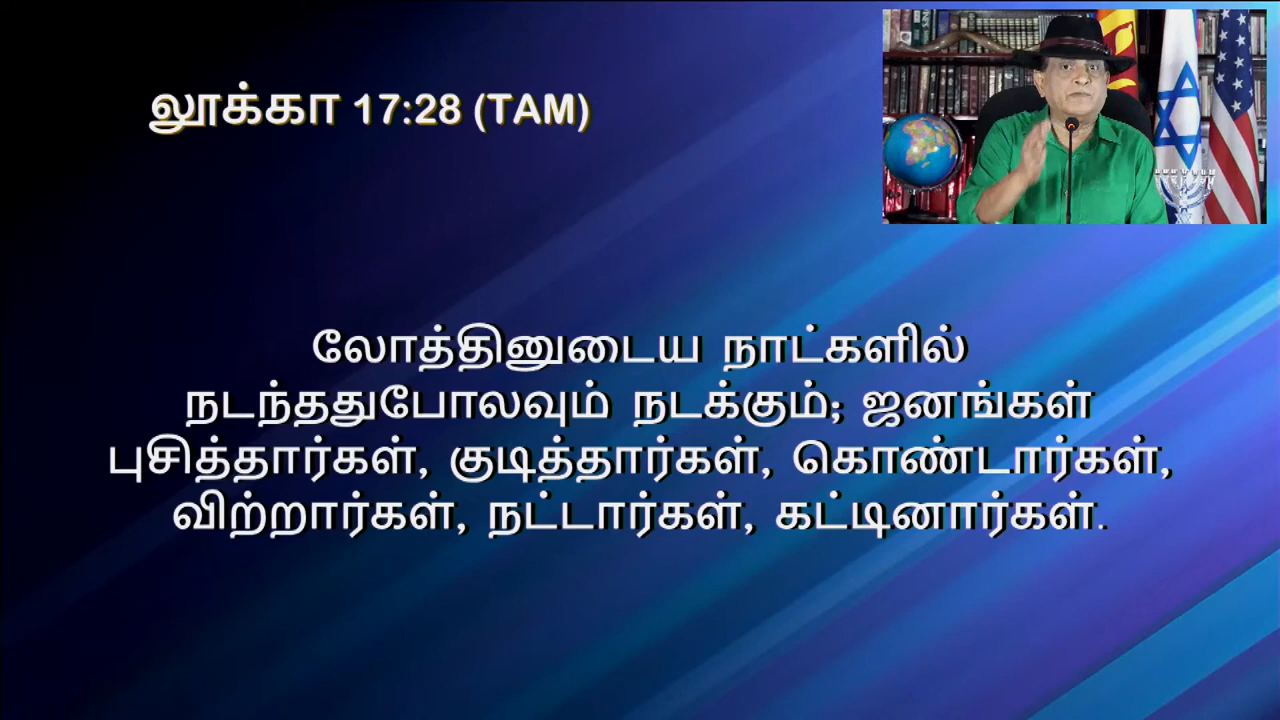 லூக்கா 17:28 (TAM)
லோத்தினுடைய நாட்களில்
நடந்ததுபோலவும் நடக்கும்; ஜனங்கள்
புசித்தார்கள், குடித்தார்கள், கொண்டார்கள்,
விற்றார்கள், நட்டார்கள், கட்டினார்கள்.